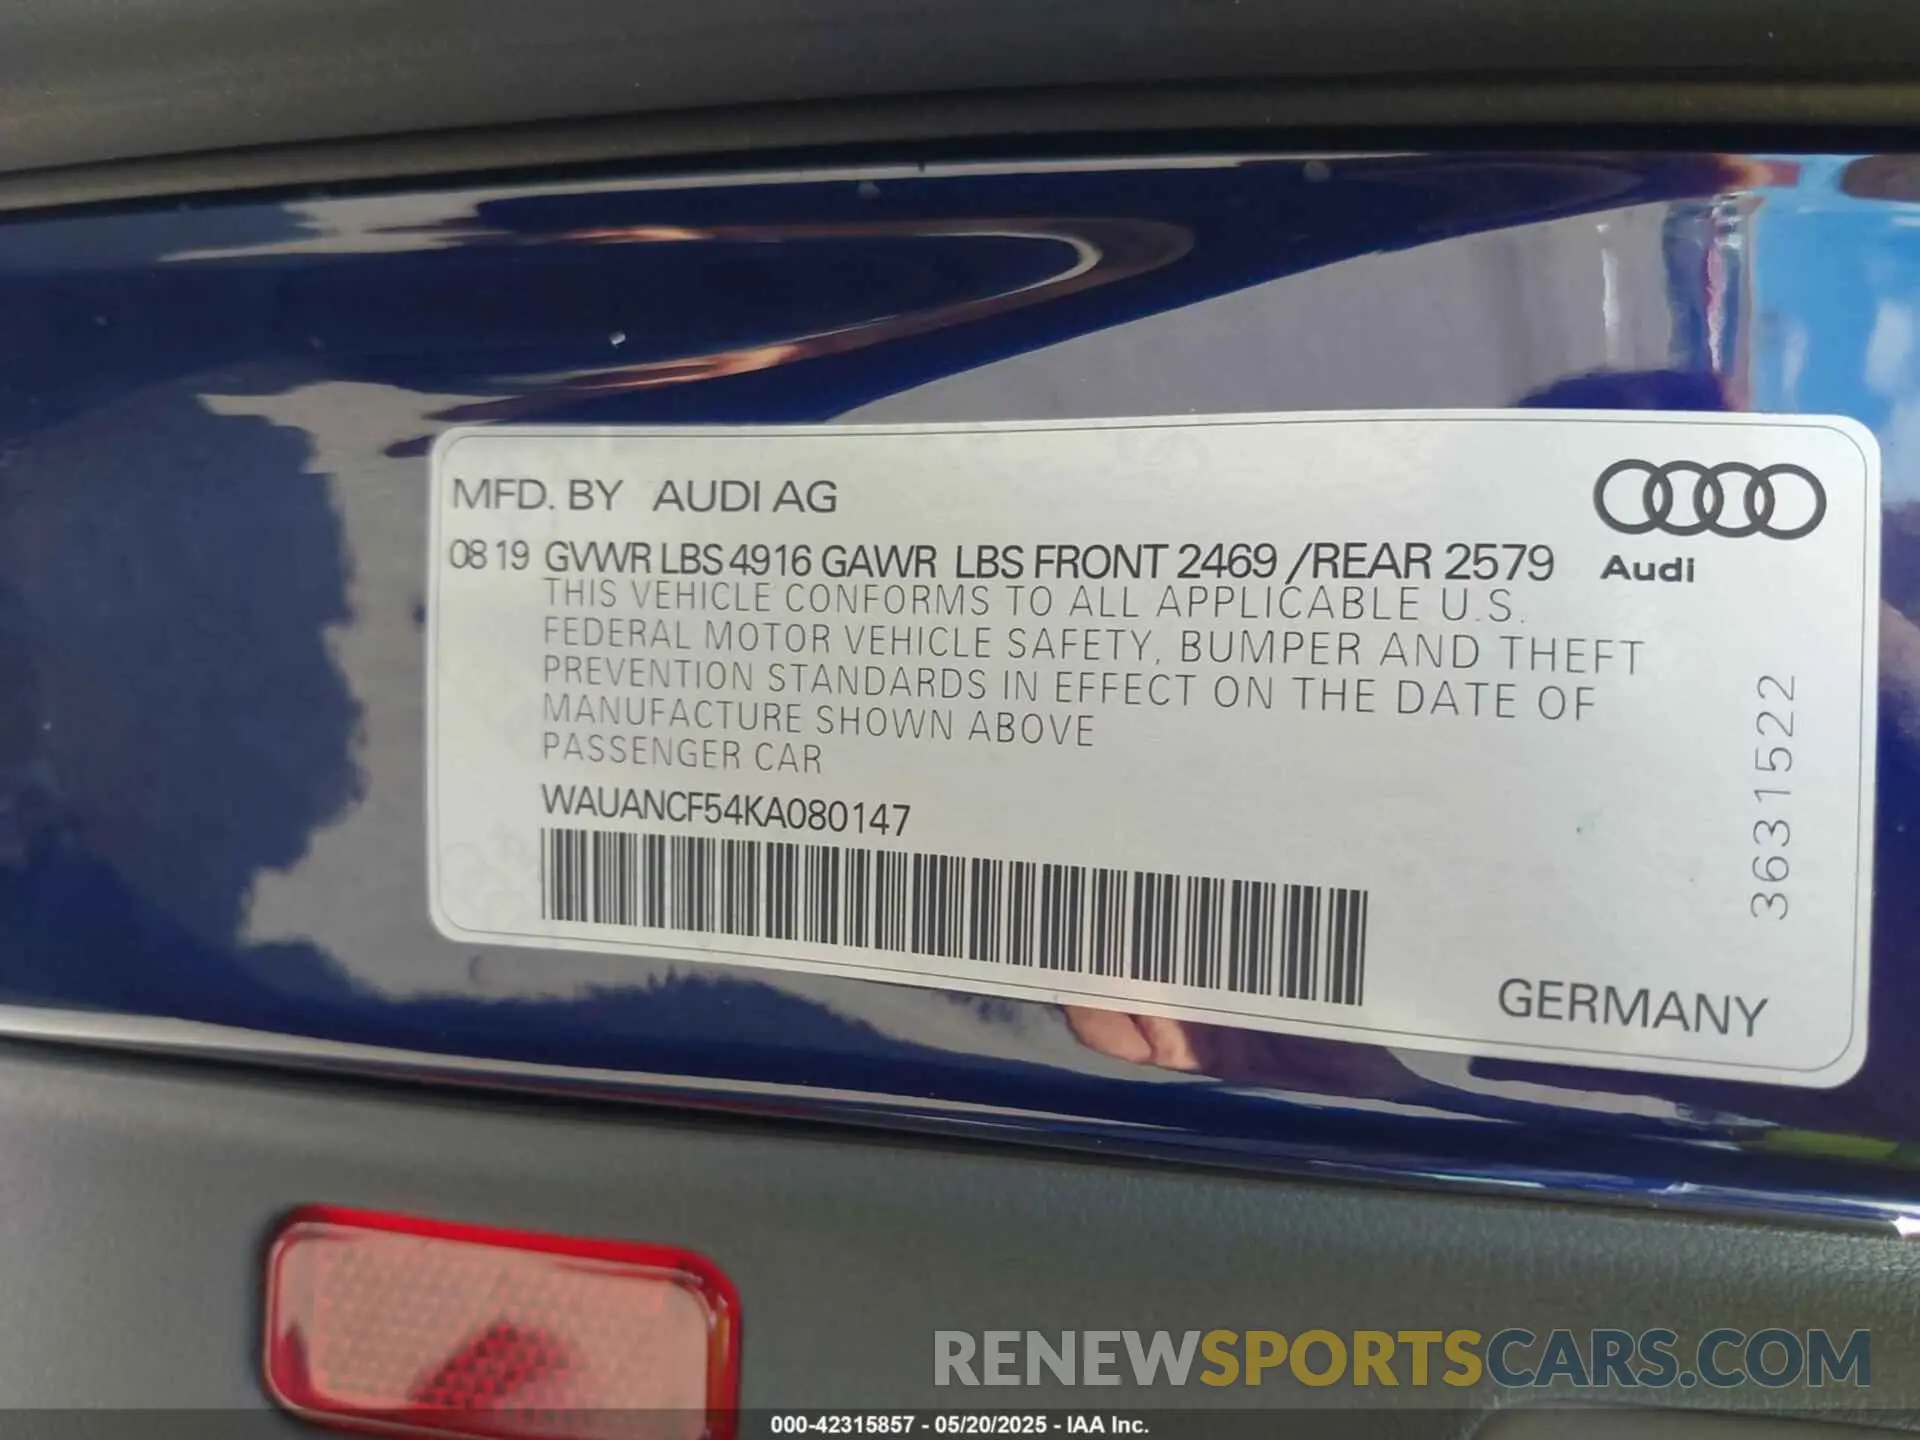 MFD. BY AUDI AG
08 19 GVWR LBS 4916 GAWR LBS FRONT 2469 /REAR 2579
Audi
THIS VEHICLE CONFORMS TO ALL APPLICABLE U.S.
FEDERAL MOTOR VEHICLE SAFETY, BUMPER AND THEFT
PREVENTION STANDARDS IN EFFECT ON THE DATE OF
MANUFACTURE SHOWN ABOVE
PASSENGER CAR
WAUANCF54KA080147
3631522
GERMANY
RENEWSPORTSCARS.COM
000-42315857 - 05/20/2025 - IAA Inc.